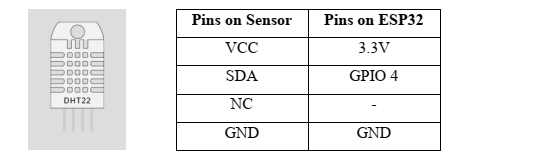 Pins on Sensor Pins on ESP32
VCC 3.3V
SDA GPIO 4
NC -
GND GND
DHT22